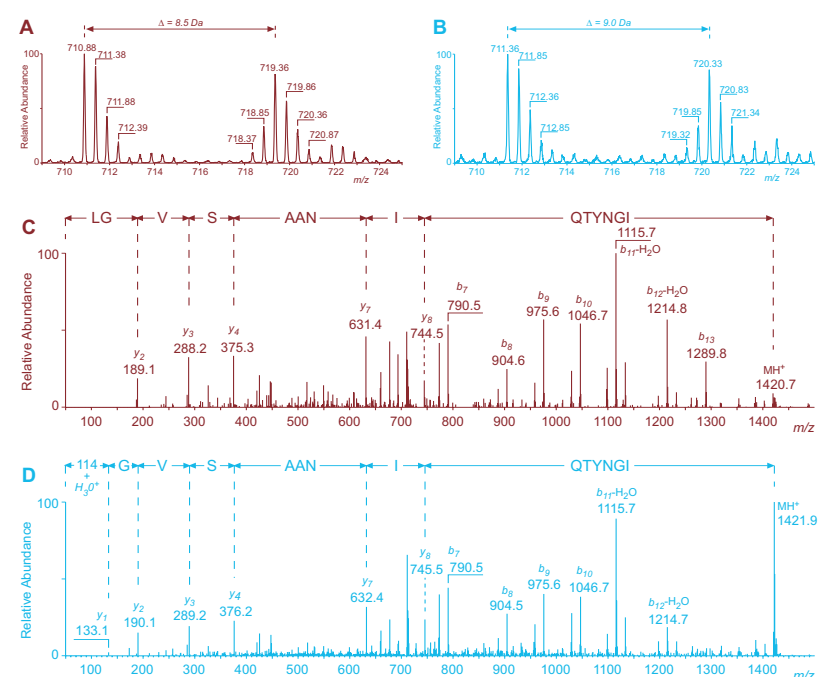 A
Δ = 8.5 Da
710.88
711.38
711.88
712.39
719.36
719.86
718.85
720.36
718.37
720.87
100
0
Relative Abundance
710 712 714 716 718 720 722 724
m/z
B
Δ = 9.0 Da
711.36
711.85
712.36
712.85
720.33
720.83
719.85
721.34
719.32
100
0
Relative Abundance
710 712 714 716 718 720 722 724
m/z
C
LG V S AAN I QTYNGI
100
0
Relative Abundance
y2
189.1
y3
288.2
y4
375.3
y7
631.4
y8
744.5
b7
790.5
b8
904.6
b9
975.6
b10
1046.7
1115.7
b11-H2O
b12-H2O
1214.8
b13
1289.8
MH+
1420.7
100 200 300 400 500 600 700 800 900 1000 1100 1200 1300 1400
m/z
D
114 G V S AAN I QTYNGI
+
H30+
100
0
Relative Abundance
y1
133.1
y2
190.1
y3
289.2
y4
376.2
y7
632.4
y8
745.5
b7
790.5
b8
904.5
b9
975.6
b10
1046.7
b11-H2O
1115.7
b12-H2O
1214.7
MH+
1421.9
100 200 300 400 500 600 700 800 900 1000 1100 1200 1300 1400
m/z